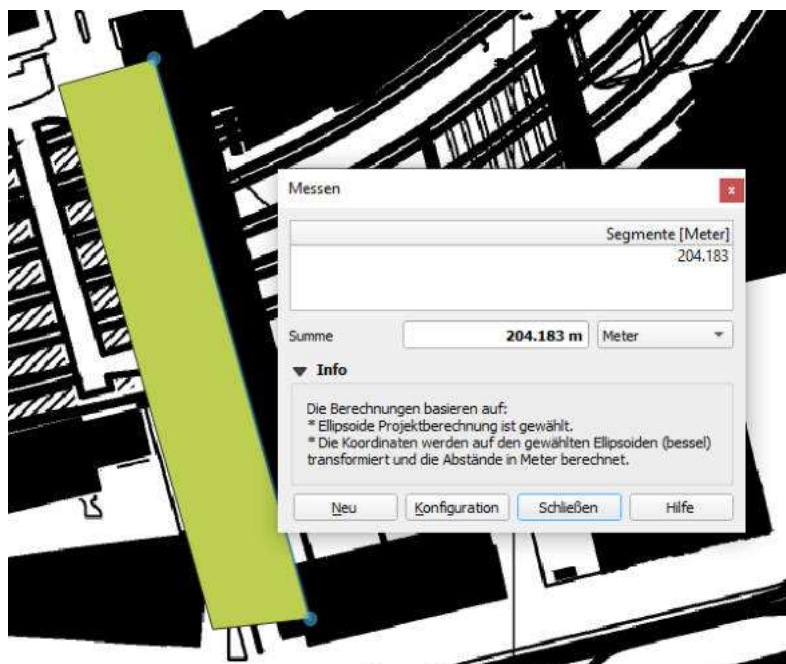 Messen
x
Segmente [Meter]
204.183
Summe 204.183 m Meter
Info
Die Berechnungen basieren auf:
* Ellipsoide Projektberechnung ist gewählt.
* Die Koordinaten werden auf den gewählten Ellipsoiden (bessel)
transformiert und die Abstände in Meter berechnet.
Neu Konfiguration Schließen Hilfe